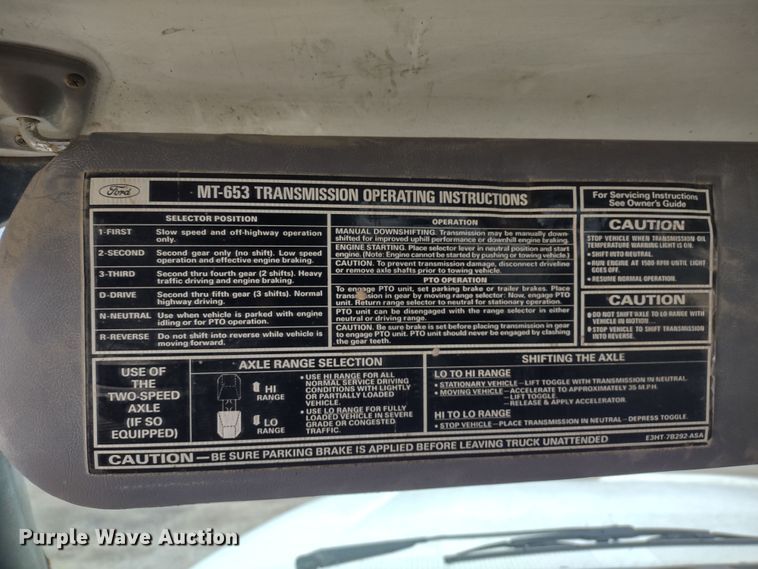 Ford
MT-653 TRANSMISSION OPERATING INSTRUCTIONS
For Servicing Instructions
See Owner's Guide
SELECTOR POSITION
1-FIRST Slow speed and off-highway operation
only.
2-SECOND Second gear only (no shift). Low speed
operation and effective engine braking.
3-THIRD Second thru fourth gear (2 shifts). Heavy
traffic driving and engine braking.
D-DRIVE Second thru fifth gear (3 shifts). Normal
highway driving.
N-NEUTRAL Use when vehicle is parked with engine
idling or for PTO operation.
R-REVERSE Do not shift into reverse while vehicle is
moving forward.
OPERATION
MANUAL DOWNSHIFTING. Transmission may be manually down-
shifted for improved uphill performance or downhill engine braking.
ENGINE STARTING. Place selector lever in neutral position and start
engine. (Note: Engine cannot be started by pushing or towing vehicle.)
CAUTION. To prevent transmission damage, disconnect driveline
or remove axle shafts prior to towing vehicle.
PTO OPERATION
To engage PTO unit, set parking brake or trailer brakes. Place
transmission in gear by moving range selector: Now, engage PTO
unit. Return range selector to neutral for stationary operation.
PTO unit can be disengaged with the range selector in either
neutral or driving range.
CAUTION. Be sure brake is set before placing transmission in gear
to engage PTO unit. PTO unit should never be engaged by clashing
the gear teeth.
CAUTION
STOP VEHICLE WHEN TRANSMISSION OIL
TEMPERATURE WARNING LIGHT IS ON.
• SHIFT INTO NEUTRAL.
• RUN ENGINE AT 1500 RPM UNTIL LIGHT
GOES OFF.
• RESUME NORMAL OPERATION.
CAUTION
• DO NOT SHIFT AXLE TO LO RANGE WITH
VEHICLE IN MOTION
• STOP VEHICLE TO SHIFT TRANSMISSION
INTO REVERSE.
USE OF
THE
TWO-SPEED
AXLE
(IF SO
EQUIPPED)
AXLE RANGE SELECTION
HI
RANGE
LO
RANGE
• USE HI RANGE FOR ALL
NORMAL SERVICE DRIVING
CONDITIONS WITH LIGHTLY
OR PARTIALLY LOADED
VEHICLE.
• USE LO RANGE FOR FULLY
LOADED VEHICLE IN SEVERE
GRADE OR CONGESTED
TRAFFIC.
SHIFTING THE AXLE
LO TO HI RANGE
• STATIONARY VEHICLE – LIFT TOGGLE WITH TRANSMISSION IN NEUTRAL.
• MOVING VEHICLE – ACCELERATE TO APPROXIMATELY 35 M.P.H.
– LIFT TOGGLE.
– RELEASE & APPLY ACCELERATOR.
HI TO LO RANGE
• STOP VEHICLE – PLACE TRANSMISSION IN NEUTRAL – DEPRESS TOGGLE.
CAUTION – BE SURE PARKING BRAKE IS APPLIED BEFORE LEAVING TRUCK UNATTENDED
E3HT-7B292-ASA
Purple Wave Auction